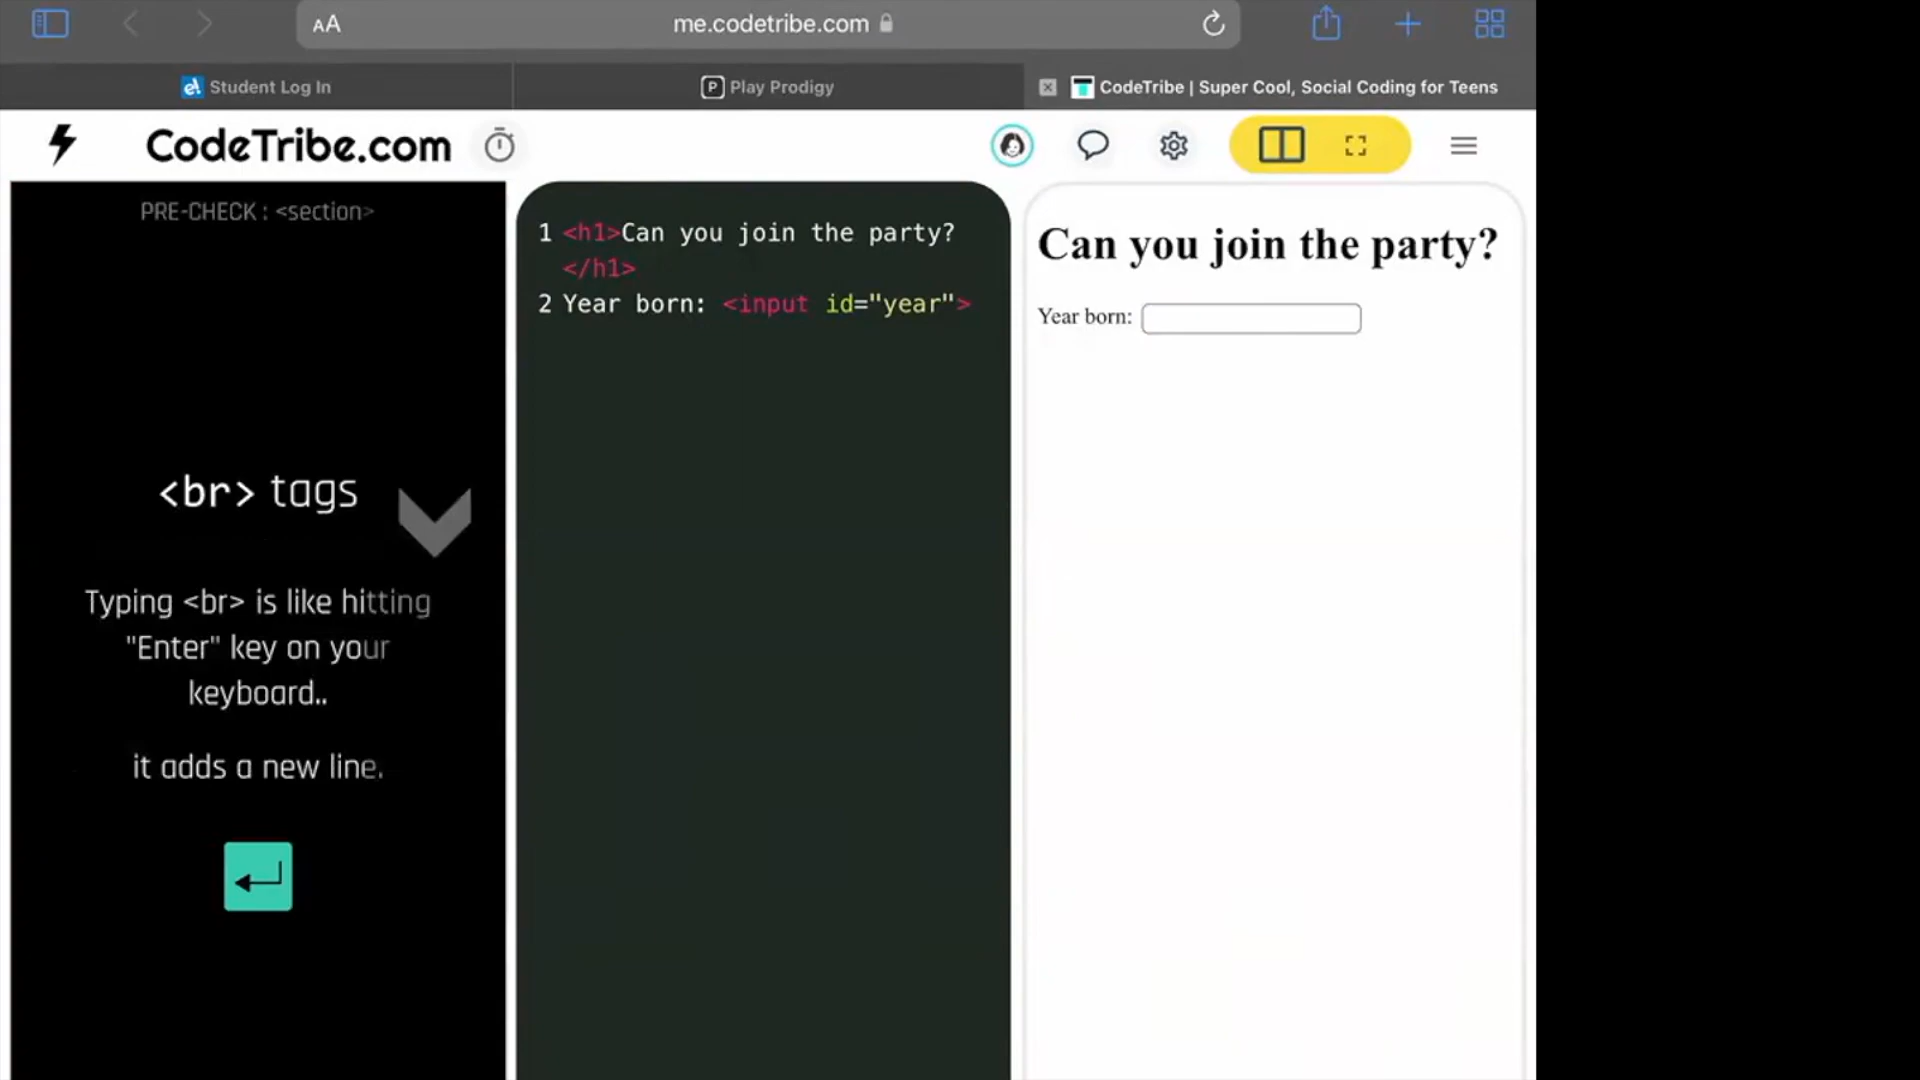 AA
me.codetribe.com
Student Log In
P Play Prodigy
CodeTribe | Super Cool, Social Coding for Teens
CodeTribe.com
PRE-CHECK : <section>
<br> tags
Typing <br> is like hitting
"Enter" key on your
keyboard..
it adds a new line.
1 <h1>Can you join the party?
</h1>
2 Year born: <input id="year">
Can you join the party?
Year born: